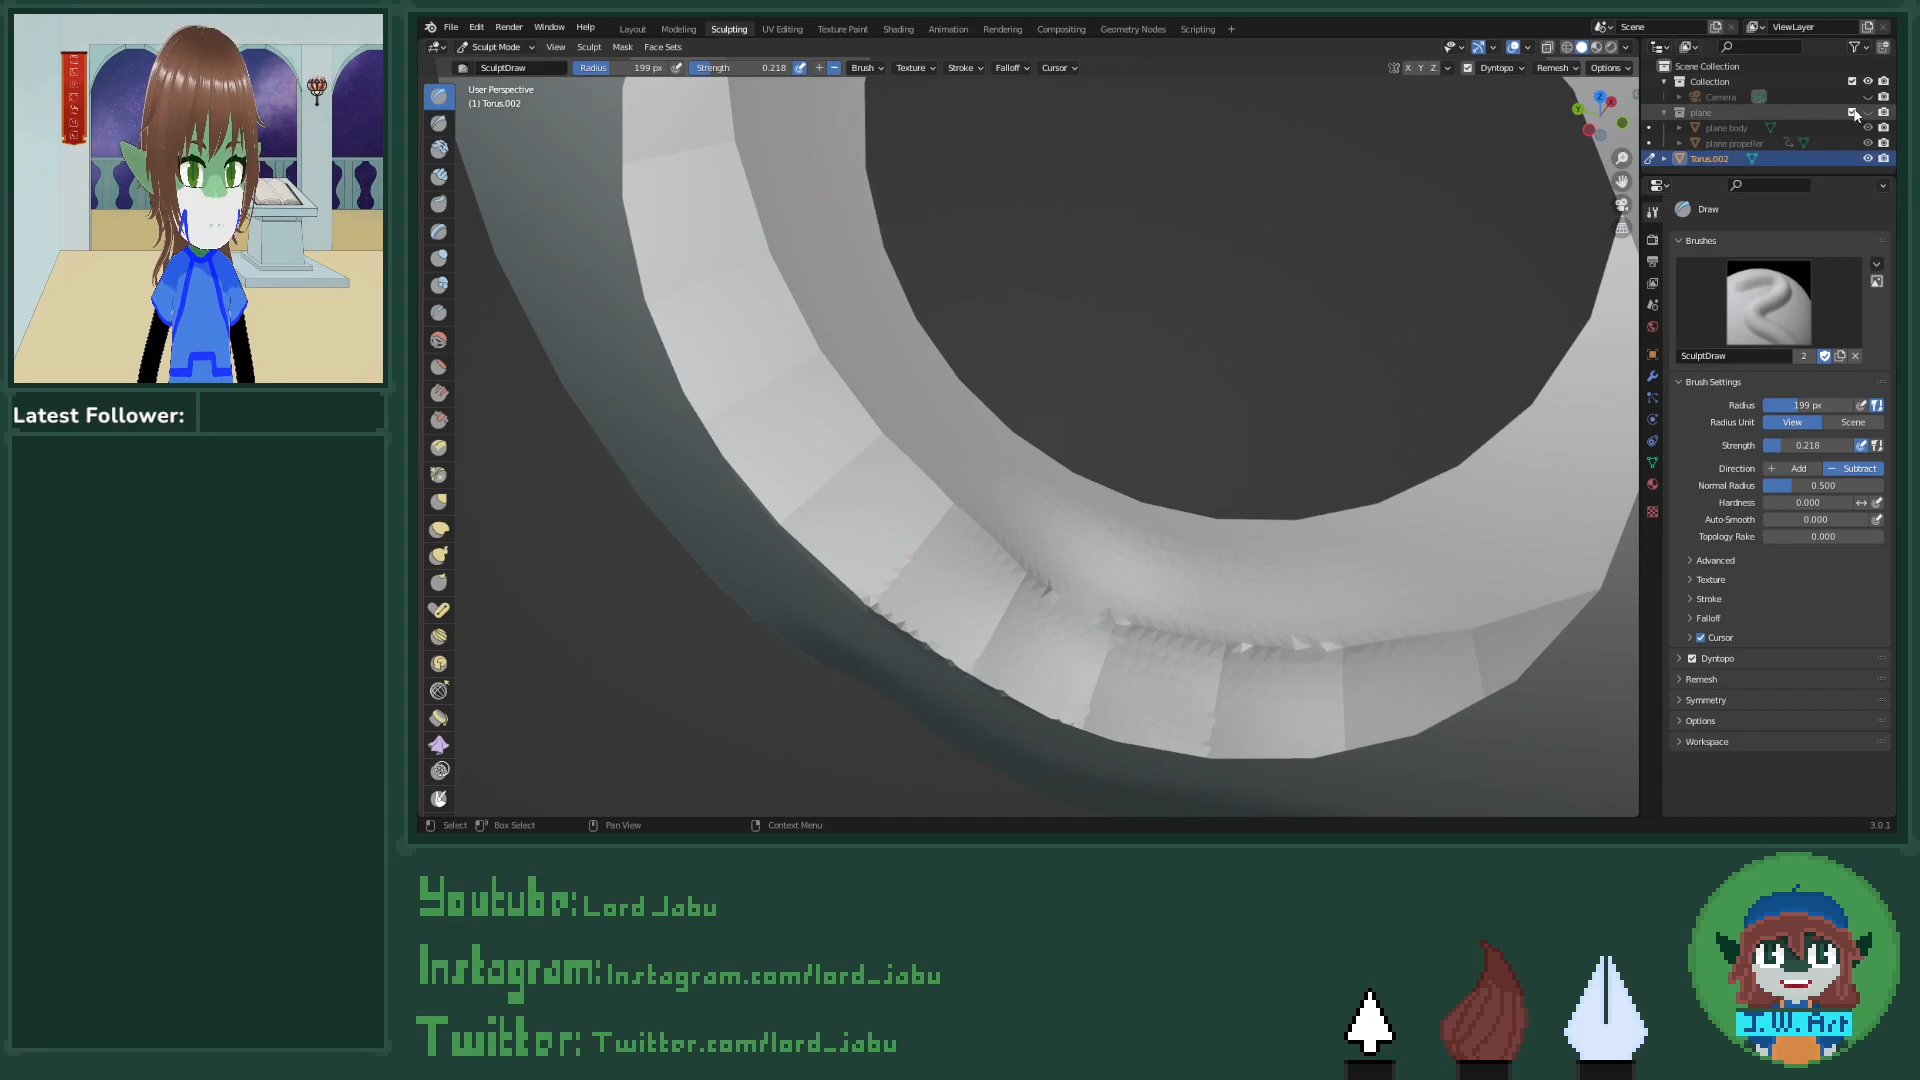 File Edit Render Window Help
Layout Modeling Sculpting UV Editing Texture Paint Shading Animation Rendering Compositing Geometry Nodes Scripting +
Scene
ViewLayer
Sculpt Mode View Sculpt Mask Face Sets
SculptDraw Radius 199 px Strength 0.218 + − Brush Texture Stroke Falloff Cursor
X Y Z Dyntopo Remesh Options
User Perspective
(1) Torus.002
Z
X
Y
Scene Collection
Collection
Camera
plane
plane body
plane propeller
Torus.002
Draw
Brushes
SculptDraw 2
Brush Settings
Radius 199 px
Radius Unit View Scene
Strength 0.218
Direction + Add − Subtract
Normal Radius 0.500
Hardness 0.000
Auto-Smooth 0.000
Topology Rake 0.000
Advanced
Texture
Stroke
Falloff
Cursor
Dyntopo
Remesh
Symmetry
Options
Workspace
Select Box Select Pan View Context Menu 3.0.1
Latest Follower:
Youtube: Lord Jabu
Instagram: Instagram.com/lord_jabu
Twitter: Twitter.com/lord_jabu
J.W. Art